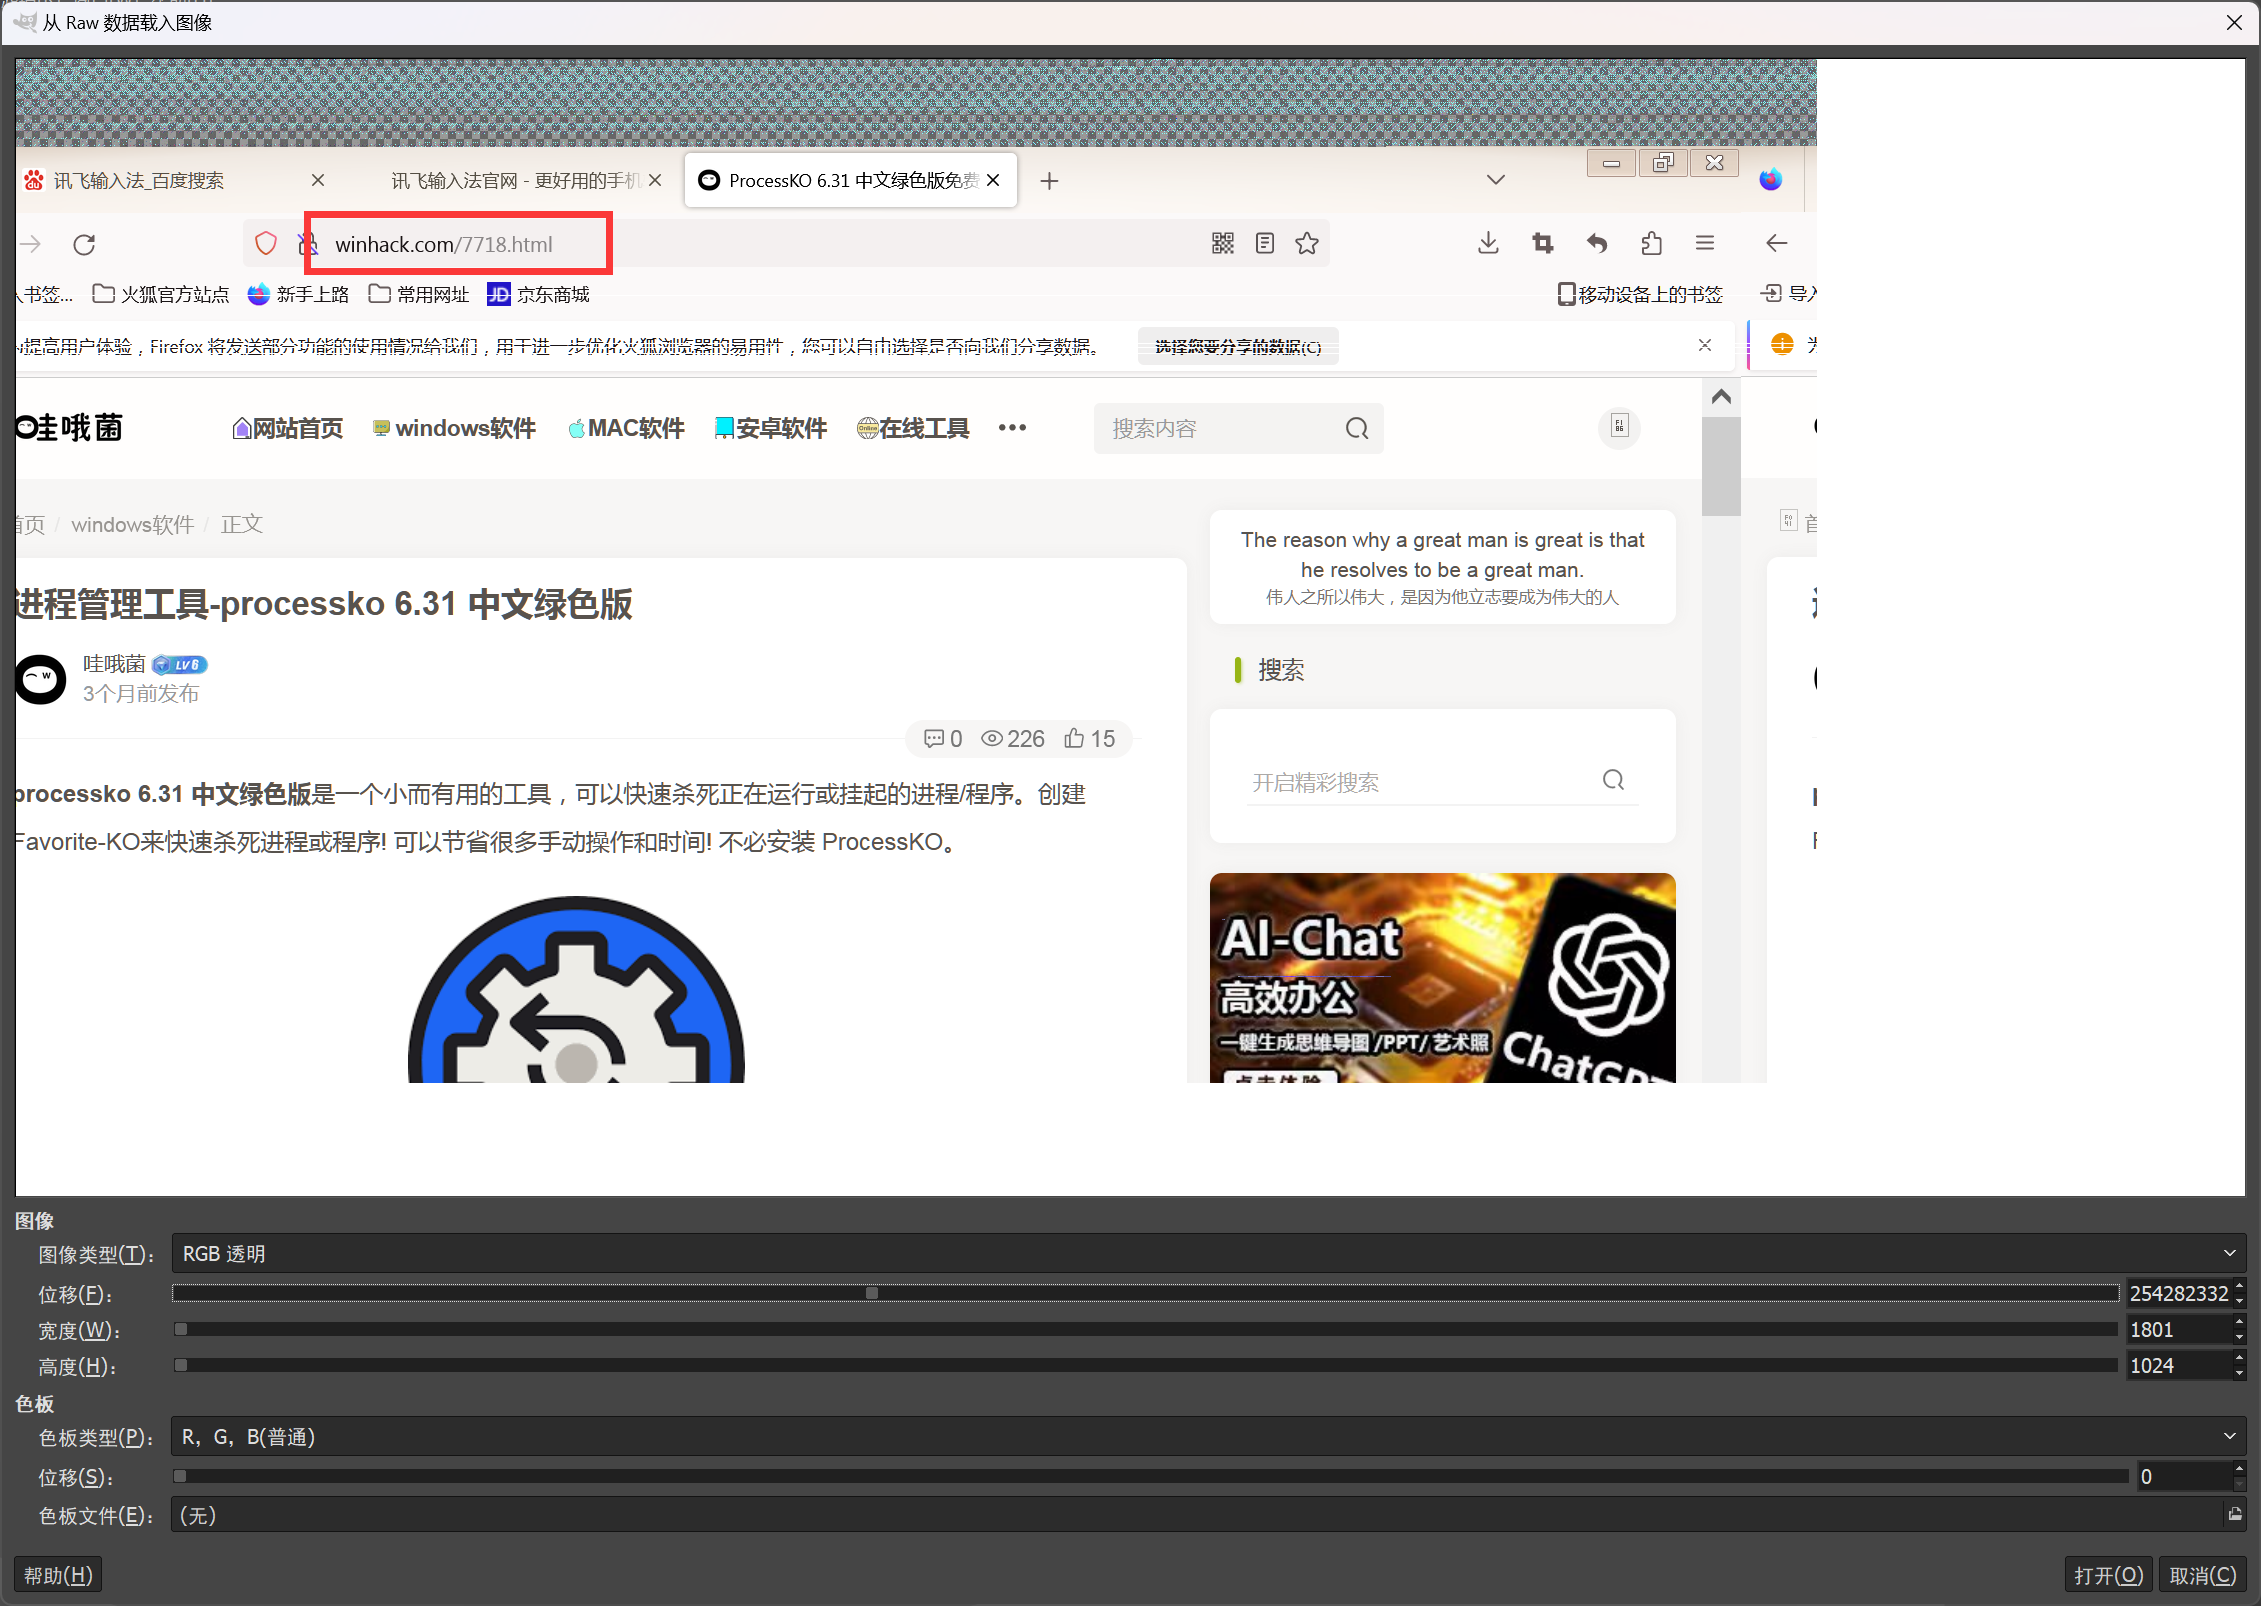 从 Raw 数据载入图像
讯飞输入法_百度搜索
讯飞输入法官网 - 更好用的手机
ProcessKO 6.31 中文绿色版免费
winhack.com/7718.html
书签...
火狐官方站点
新手上路
常用网址
JD 京东商城
移动设备上的书签
导入
提高用户体验，Firefox 将发送部分功能的使用情况给我们，用于进一步优化火狐浏览器的易用性，您可以自由选择是否向我们分享数据。
选择您要分享的数据(C)
哇哦菌
网站首页
windows软件
MAC软件
安卓软件
Online 在线工具
•••
搜索内容
首页 / windows软件 / 正文
The reason why a great man is great is that
he resolves to be a great man.
伟人之所以伟大，是因为他立志要成为伟大的人
进程管理工具-processko 6.31 中文绿色版
哇哦菌 LV6
3个月前发布
搜索
0 226 15
开启精彩搜索
processko 6.31 中文绿色版是一个小而有用的工具，可以快速杀死正在运行或挂起的进程/程序。创建
Favorite-KO来快速杀死进程或程序! 可以节省很多手动操作和时间! 不必安装 ProcessKO。
AI-Chat
高效办公
一键生成思维导图/PPT/艺术照
点击体验
ChatGPT
图像
图像类型(T)： RGB 透明
位移(F)： 254282332
宽度(W)： 1801
高度(H)： 1024
色板
色板类型(P)： R，G，B(普通)
位移(S)： 0
色板文件(E)： (无)
帮助(H)
打开(O)
取消(C)